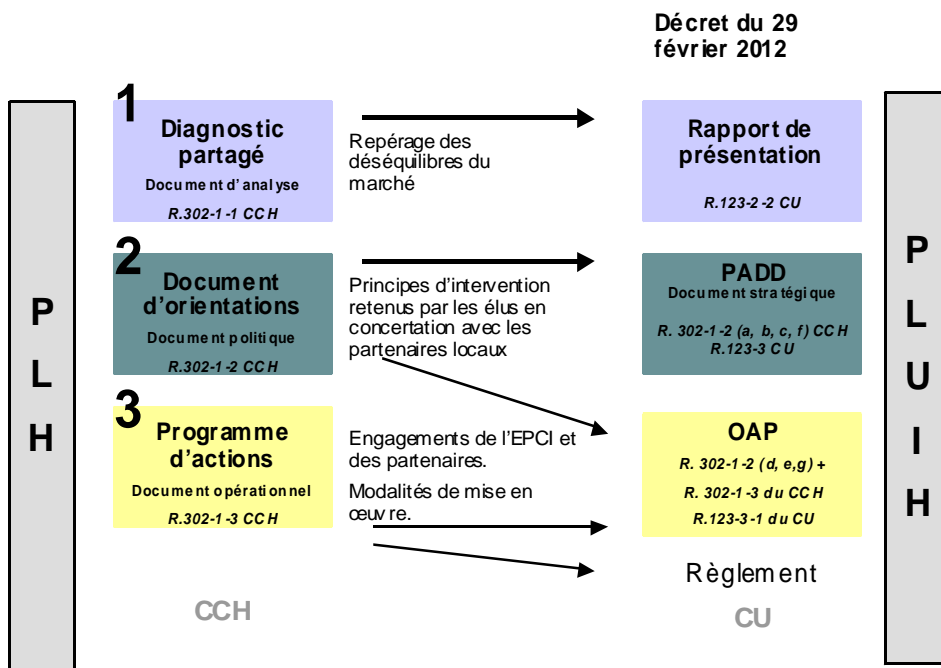 Décret du 29
février 2012
P
L
H
1
Diagnostic
partagé
Document d'analyse
R.302-1-1 CCH
Repérage des
déséquilibres du
marché
Rapport de
présentation
R.123-2-2 CU
2
Document
d'orientations
Document politique
R.302-1-2 CCH
Principes d'intervention
retenus par les élus en
concertation avec les
partenaires locaux
PADD
Document stratégique
R. 302-1-2 (a, b, c, f) CCH
R.123-3 CU
3
Programme
d'actions
Document opérationnel
R.302-1-3 CCH
Engagements de l'EPCI et
des partenaires.
Modalités de mise en
œuvre.
OAP
R. 302-1-2 (d, e,g) +
R. 302-1-3 du CCH
R.123-3-1 du CU
Règlement
CCH
CU
P
L
U
I
H